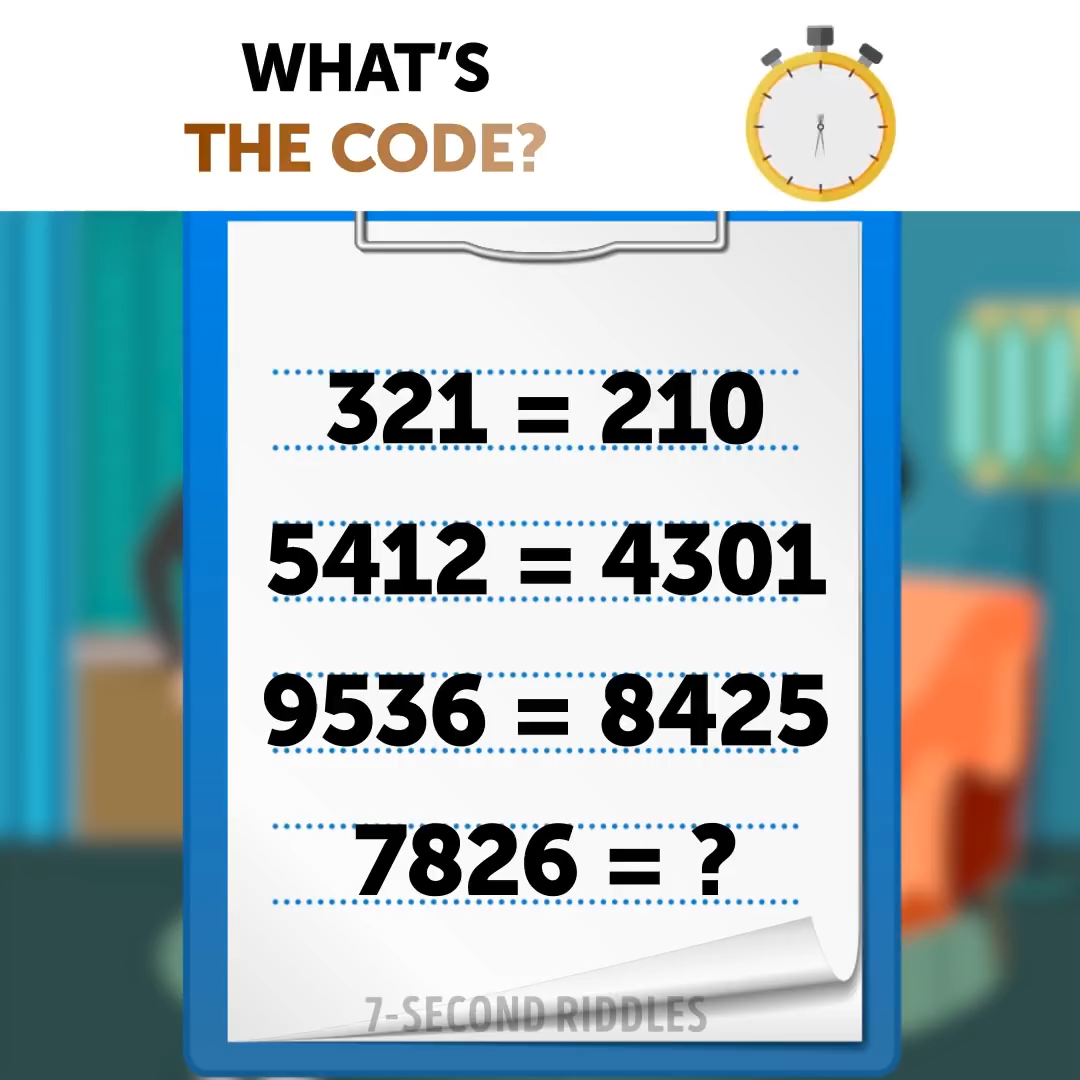 WHAT’S
THE CODE?
321 = 210
5412 = 4301
9536 = 8425
7826 = ?
7-SECOND RIDDLES